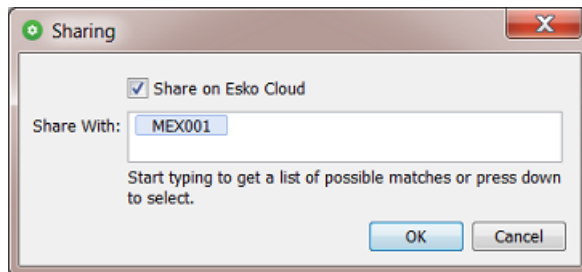 Sharing
Share on Esko Cloud
Share With: MEX001
Start typing to get a list of possible matches or press down
to select.
OK Cancel